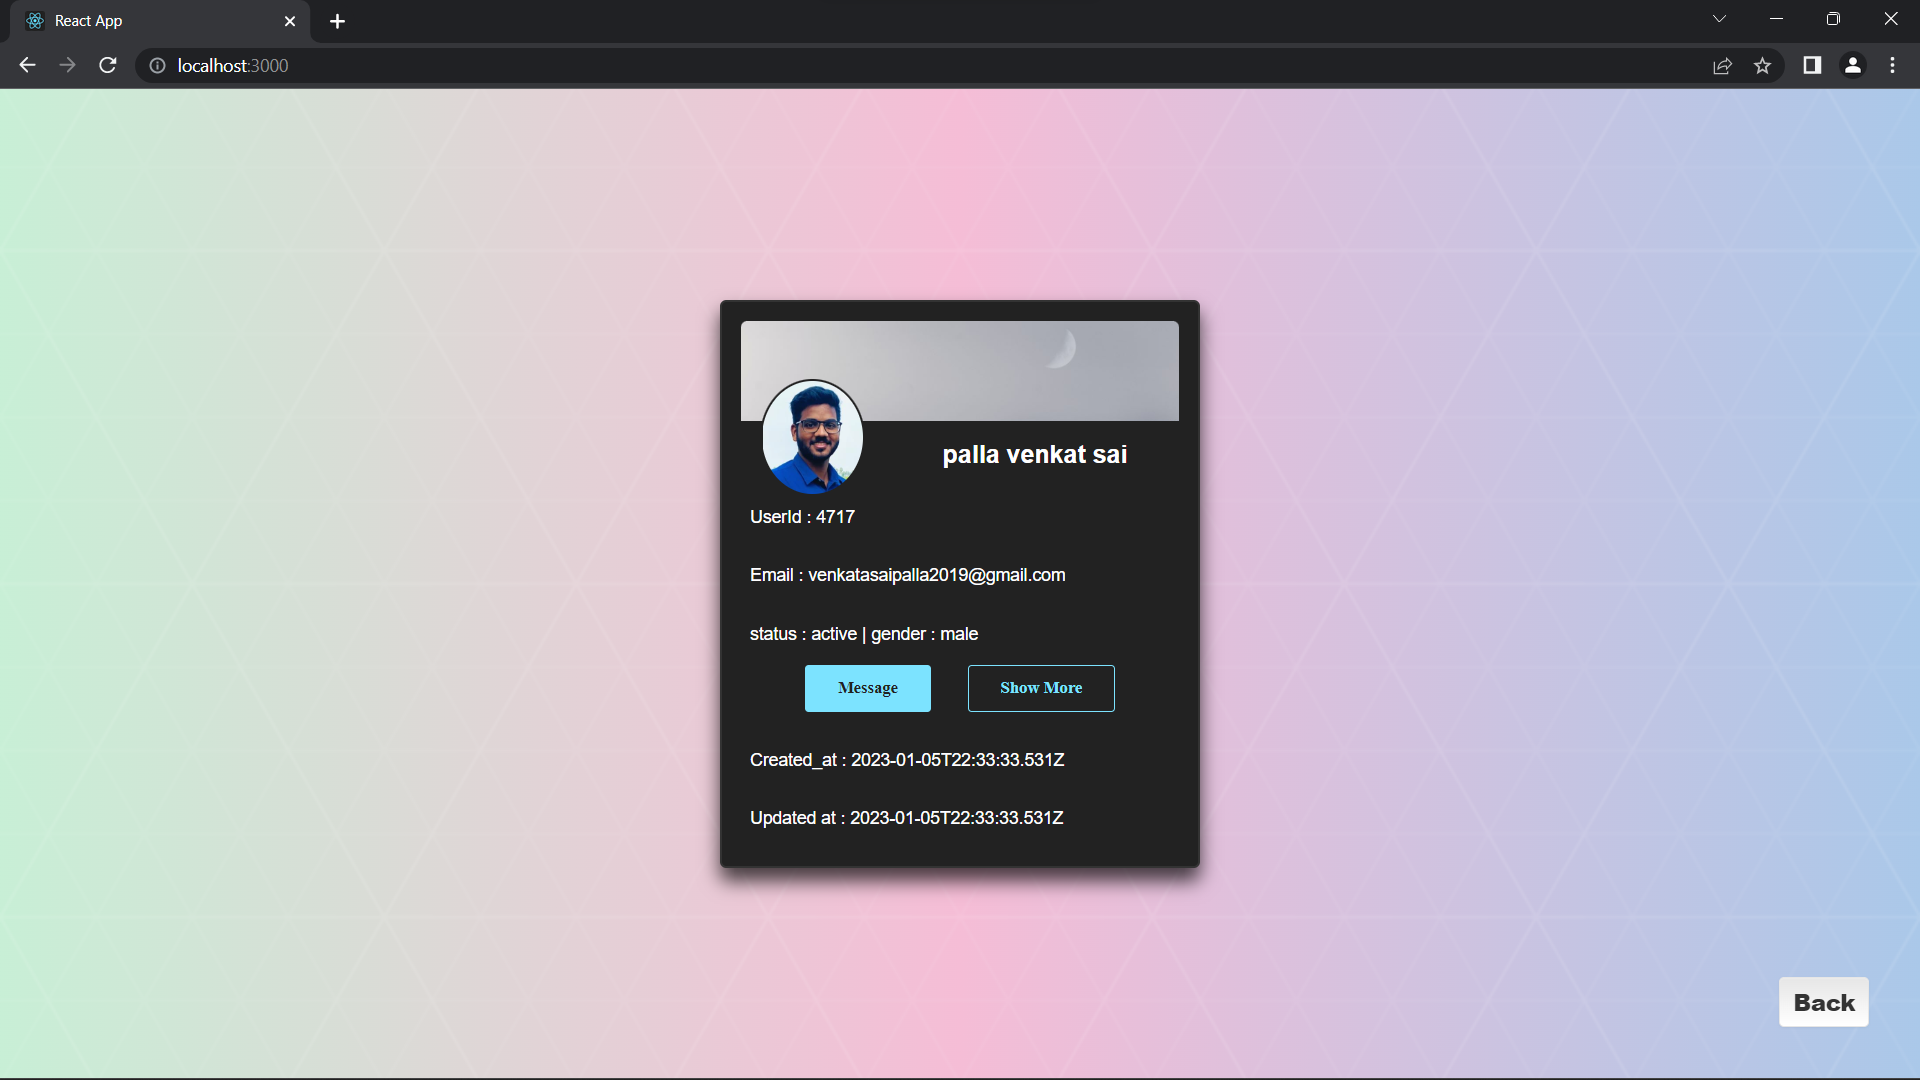 React App
localhost:3000
palla venkat sai
UserId : 4717
Email : venkatasaipalla2019@gmail.com
status : active | gender : male
Message
Show More
Created_at : 2023-01-05T22:33:33.531Z
Updated at : 2023-01-05T22:33:33.531Z
Back